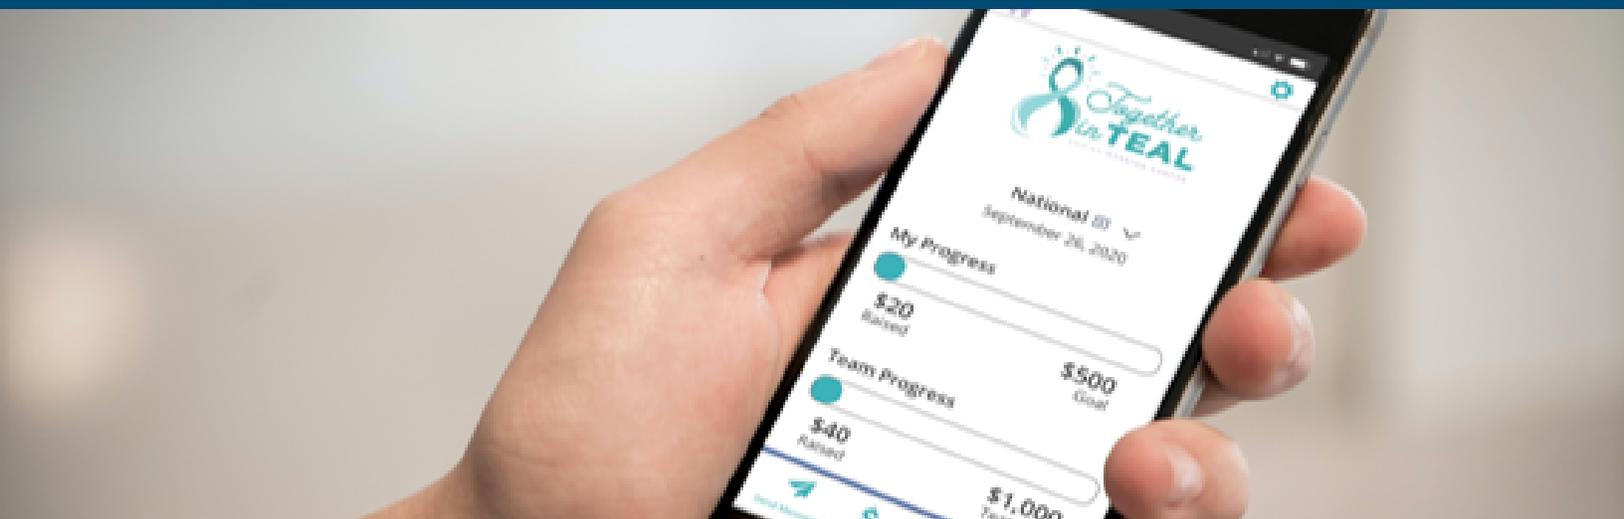 Together
in TEAL
National
September 26, 2020
My Progress
$20
Raised
$500
Goal
Team Progress
$40
Raised
$1,000